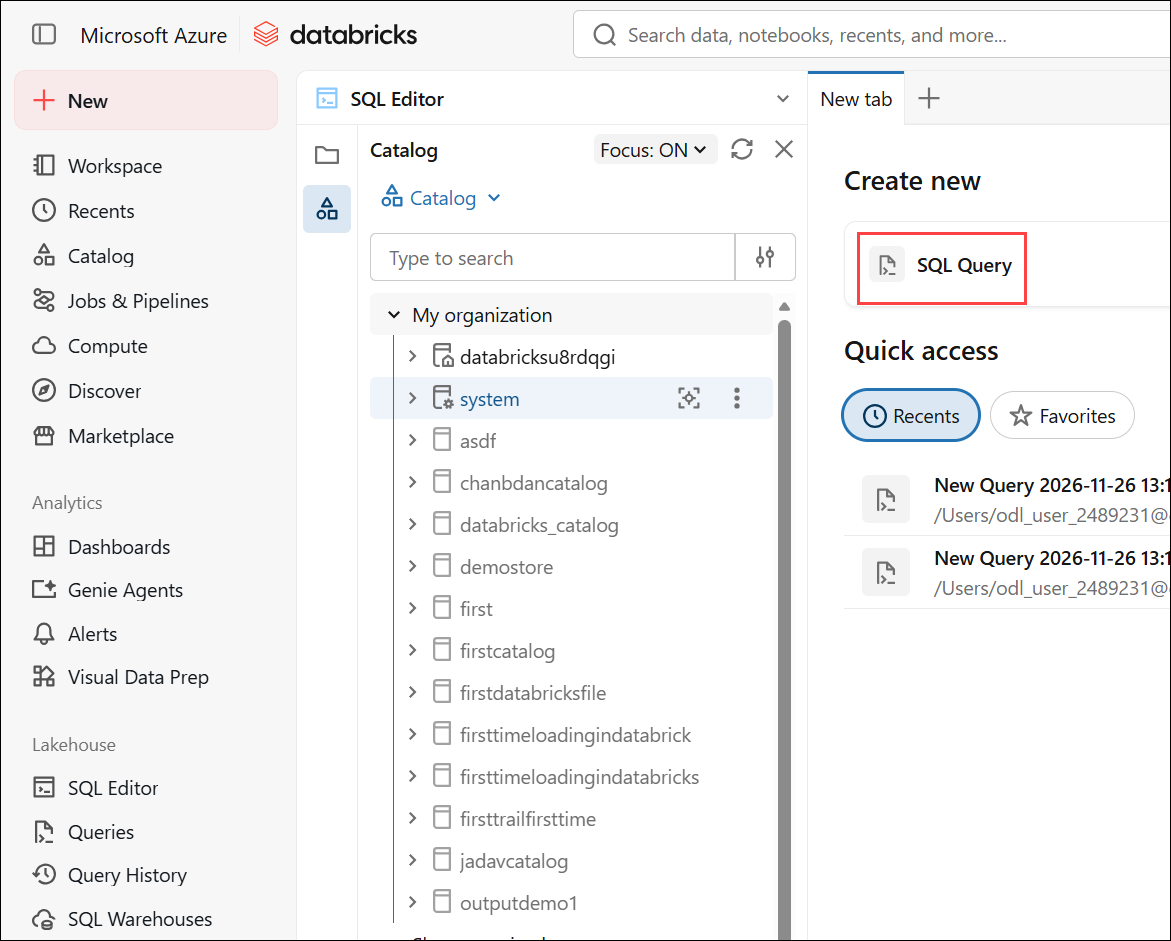 Microsoft Azure
databricks
Search data, notebooks, recents, and more...
New
Workspace
Recents
Catalog
Jobs & Pipelines
Compute
Discover
Marketplace
Analytics
Dashboards
Genie Agents
Alerts
Visual Data Prep
Lakehouse
SQL Editor
Queries
Query History
SQL Warehouses
SQL Editor
Catalog
Focus: ON
Catalog
Type to search
My organization
databricksu8rdqgi
system
asdf
chanbdancatalog
databricks_catalog
demostore
first
firstcatalog
firstdatabricksfile
firsttimeloadingindatabrick
firsttimeloadingindatabricks
firsttrailfirsttime
jadavcatalog
outputdemo1
New tab
Create new
SQL Query
Quick access
Recents
Favorites
New Query 2026-11-26 13:1
/Users/odl_user_2489231@
New Query 2026-11-26 13:1
/Users/odl_user_2489231@